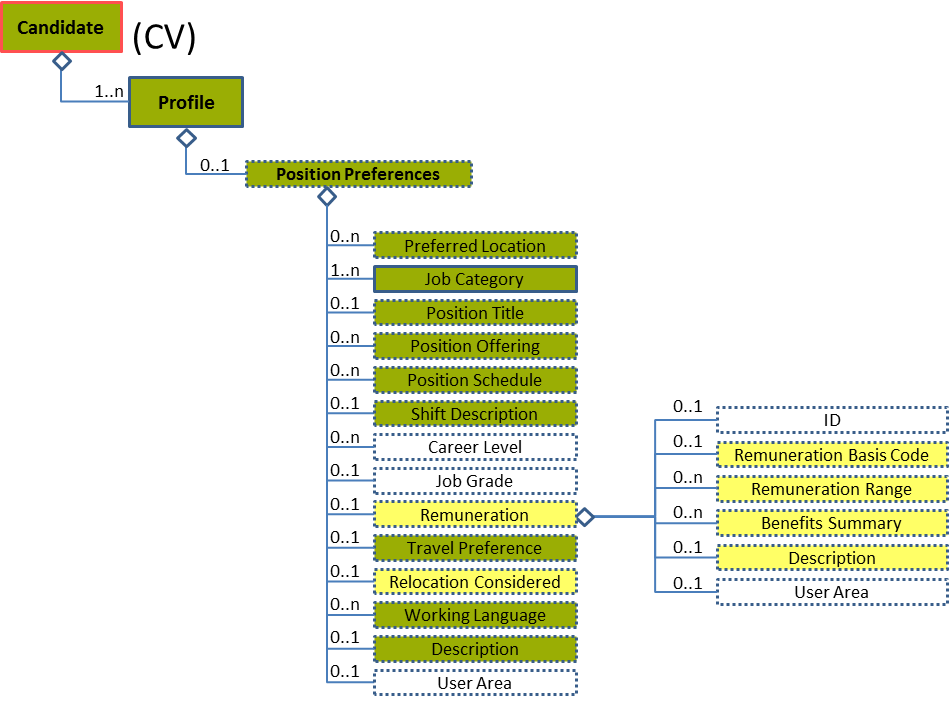 Candidate
(CV)
1..n
Profile
0..1
Position Preferences
0..n
Preferred Location
1..n
Job Category
0..1
Position Title
0..n
Position Offering
0..n
Position Schedule
0..1
Shift Description
0..n
Career Level
0..1
Job Grade
0..1
Remuneration
0..1
Travel Preference
0..1
Relocation Considered
0..n
Working Language
0..1
Description
0..1
User Area
0..1
ID
0..1
Remuneration Basis Code
0..n
Remuneration Range
0..n
Benefits Summary
0..1
Description
0..1
User Area